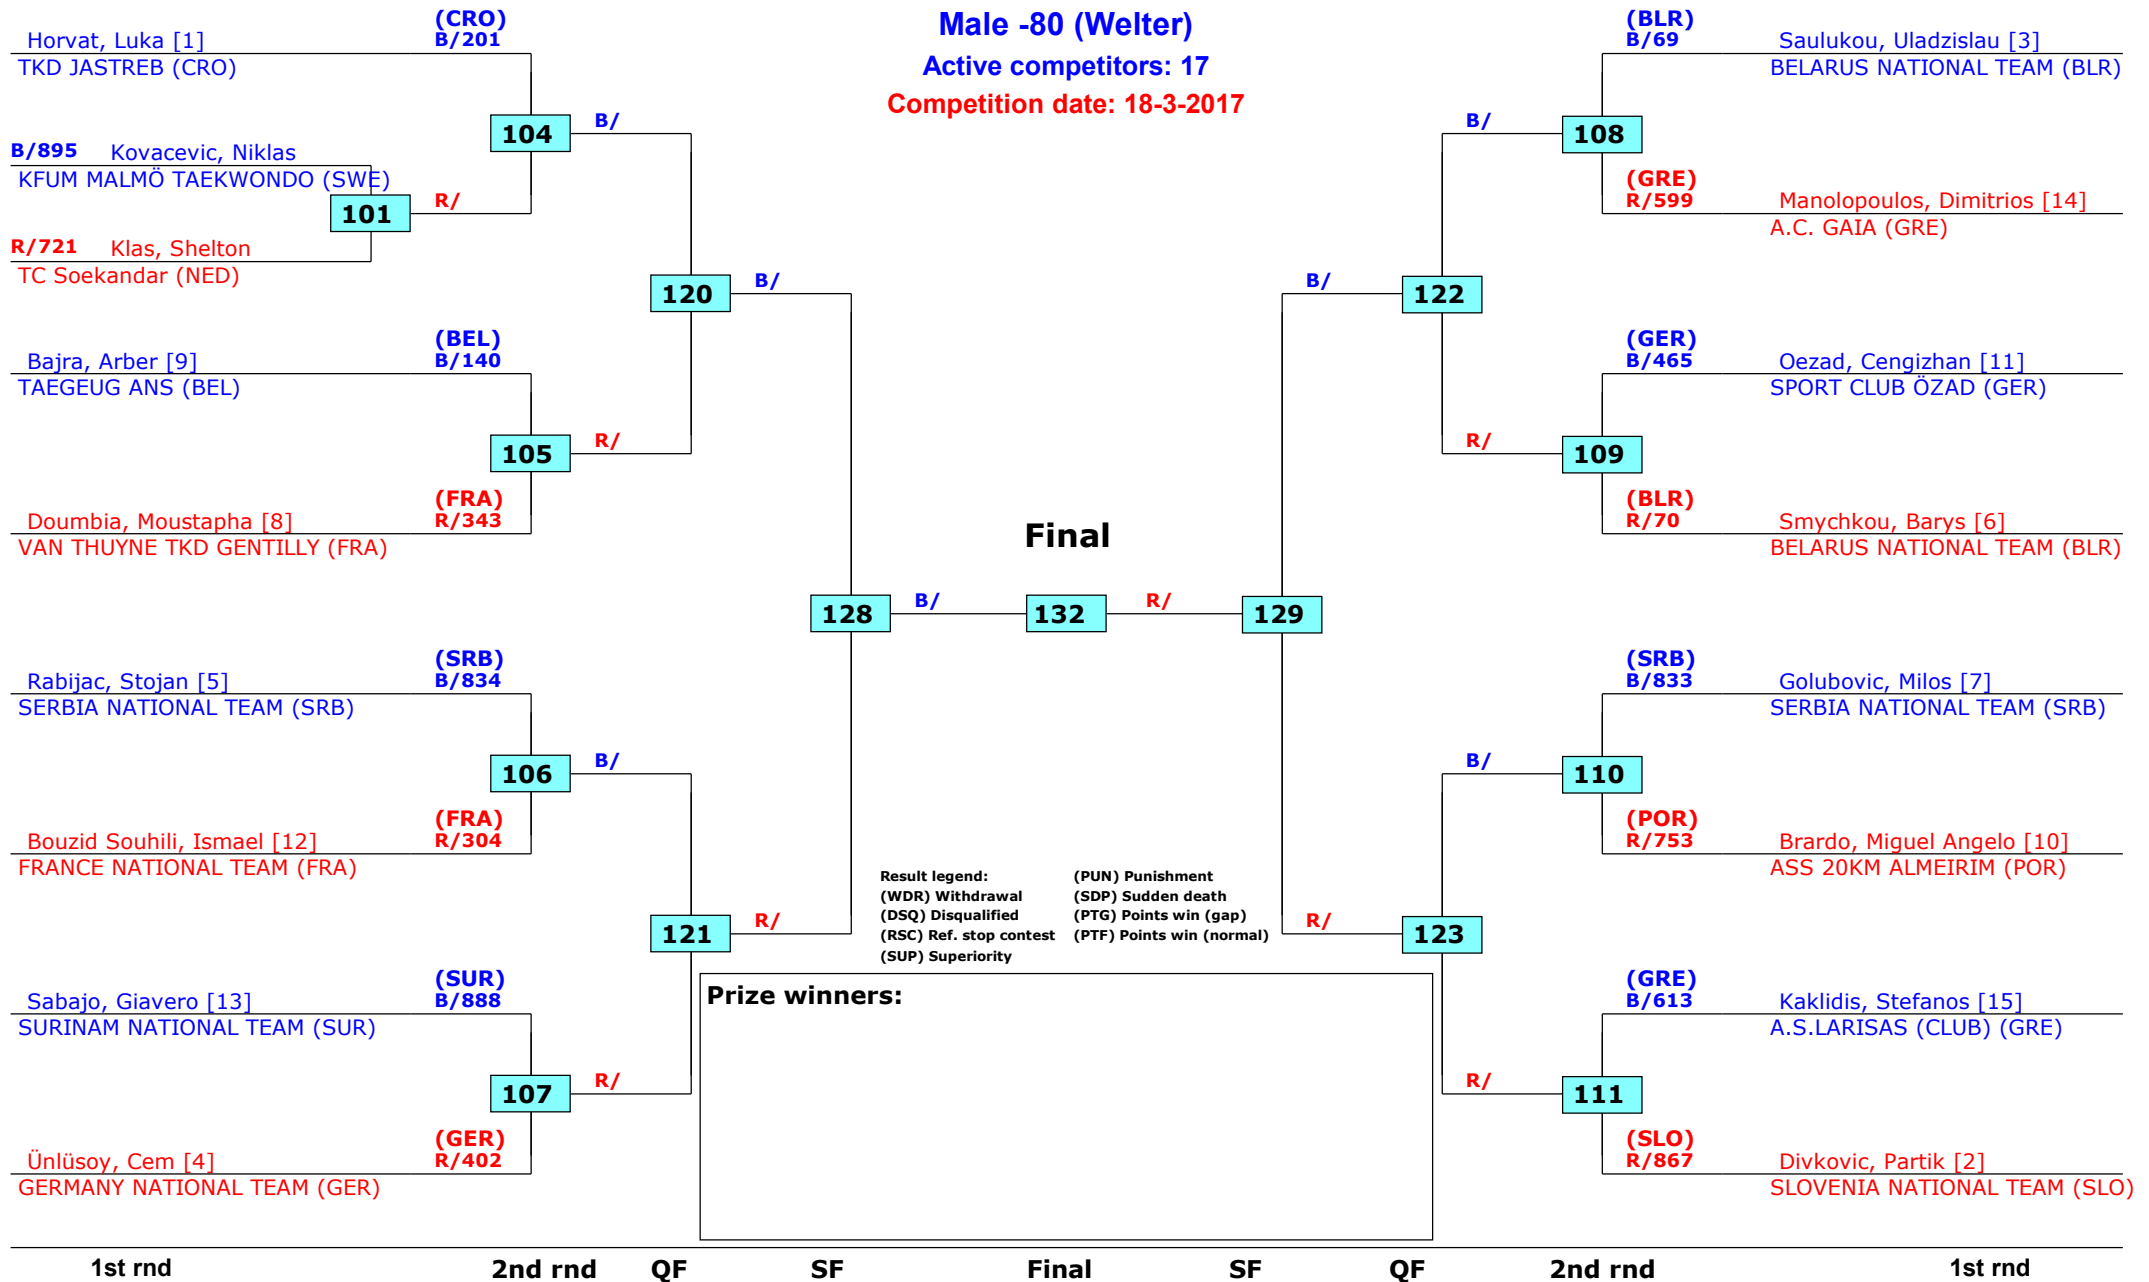 Male -80 (Welter)
Active competitors: 17
Competition date: 18-3-2017
(CRO)
Horvat, Luka [1] B/201
TKD JASTREB (CRO)
104
B/
B/895 Kovacevic, Niklas
KFUM MALMÖ TAEKWONDO (SWE)
101
R/
R/721 Klas, Shelton
TC Soekandar (NED)
120
B/
(BEL)
Bajra, Arber [9] B/140
TAEGEUG ANS (BEL)
105
R/
(FRA)
Doumbia, Moustapha [8] R/343
VAN THUYNE TKD GENTILLY (FRA)
128
B/
(SRB)
Rabijac, Stojan [5] B/834
SERBIA NATIONAL TEAM (SRB)
106
B/
(FRA)
Bouzid Souhili, Ismael [12] R/304
FRANCE NATIONAL TEAM (FRA)
121
R/
(SUR)
Sabajo, Giavero [13] B/888
SURINAM NATIONAL TEAM (SUR)
107
R/
(GER)
Ünlüsoy, Cem [4] R/402
GERMANY NATIONAL TEAM (GER)
Final
132
(BLR)
B/69 Saulukou, Uladzislau [3]
BELARUS NATIONAL TEAM (BLR)
B/
108
(GRE)
R/599 Manolopoulos, Dimitrios [14]
A.C. GAIA (GRE)
B/
122
(GER)
B/465 Oezad, Cengizhan [11]
SPORT CLUB ÖZAD (GER)
R/
109
(BLR)
R/70 Smychkou, Barys [6]
BELARUS NATIONAL TEAM (BLR)
R/
129
(SRB)
B/833 Golubovic, Milos [7]
SERBIA NATIONAL TEAM (SRB)
B/
110
(POR)
R/753 Brardo, Miguel Angelo [10]
ASS 20KM ALMEIRIM (POR)
R/
123
(GRE)
B/613 Kaklidis, Stefanos [15]
A.S.LARISAS (CLUB) (GRE)
R/
111
(SLO)
R/867 Divkovic, Partik [2]
SLOVENIA NATIONAL TEAM (SLO)
Result legend: (PUN) Punishment
(WDR) Withdrawal (SDP) Sudden death
(DSQ) Disqualified (PTG) Points win (gap)
(RSC) Ref. stop contest (PTF) Points win (normal)
(SUP) Superiority
Prize winners:
1st rnd 2nd rnd QF SF Final SF QF 2nd rnd 1st rnd